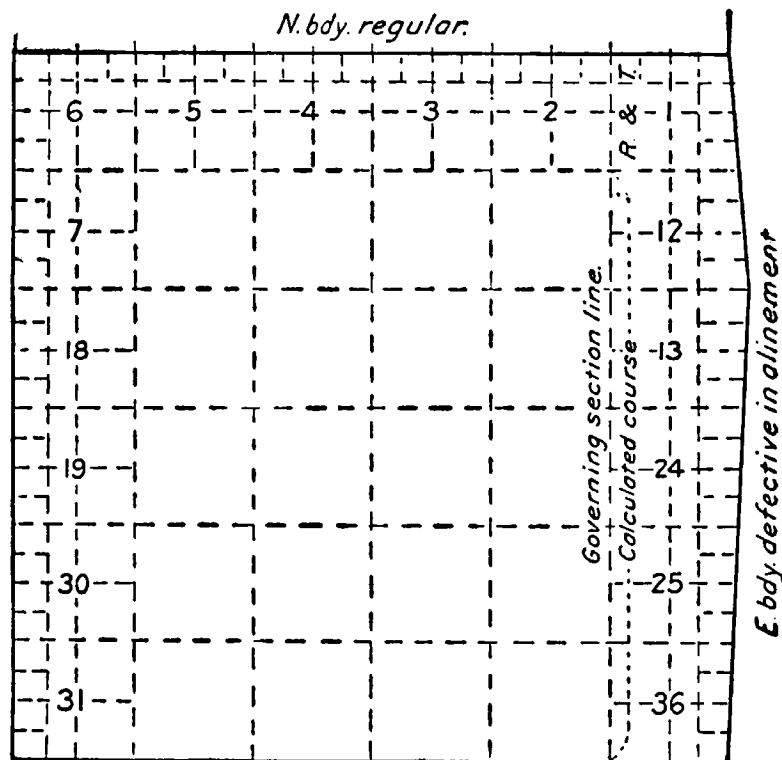 N. bdy. regular.
6 5 4 3 2 1
R. & T.
7 12
18 13
19 24
30 25
31 36
Governing section line.
Calculated course
E. bdy. defective in alinement